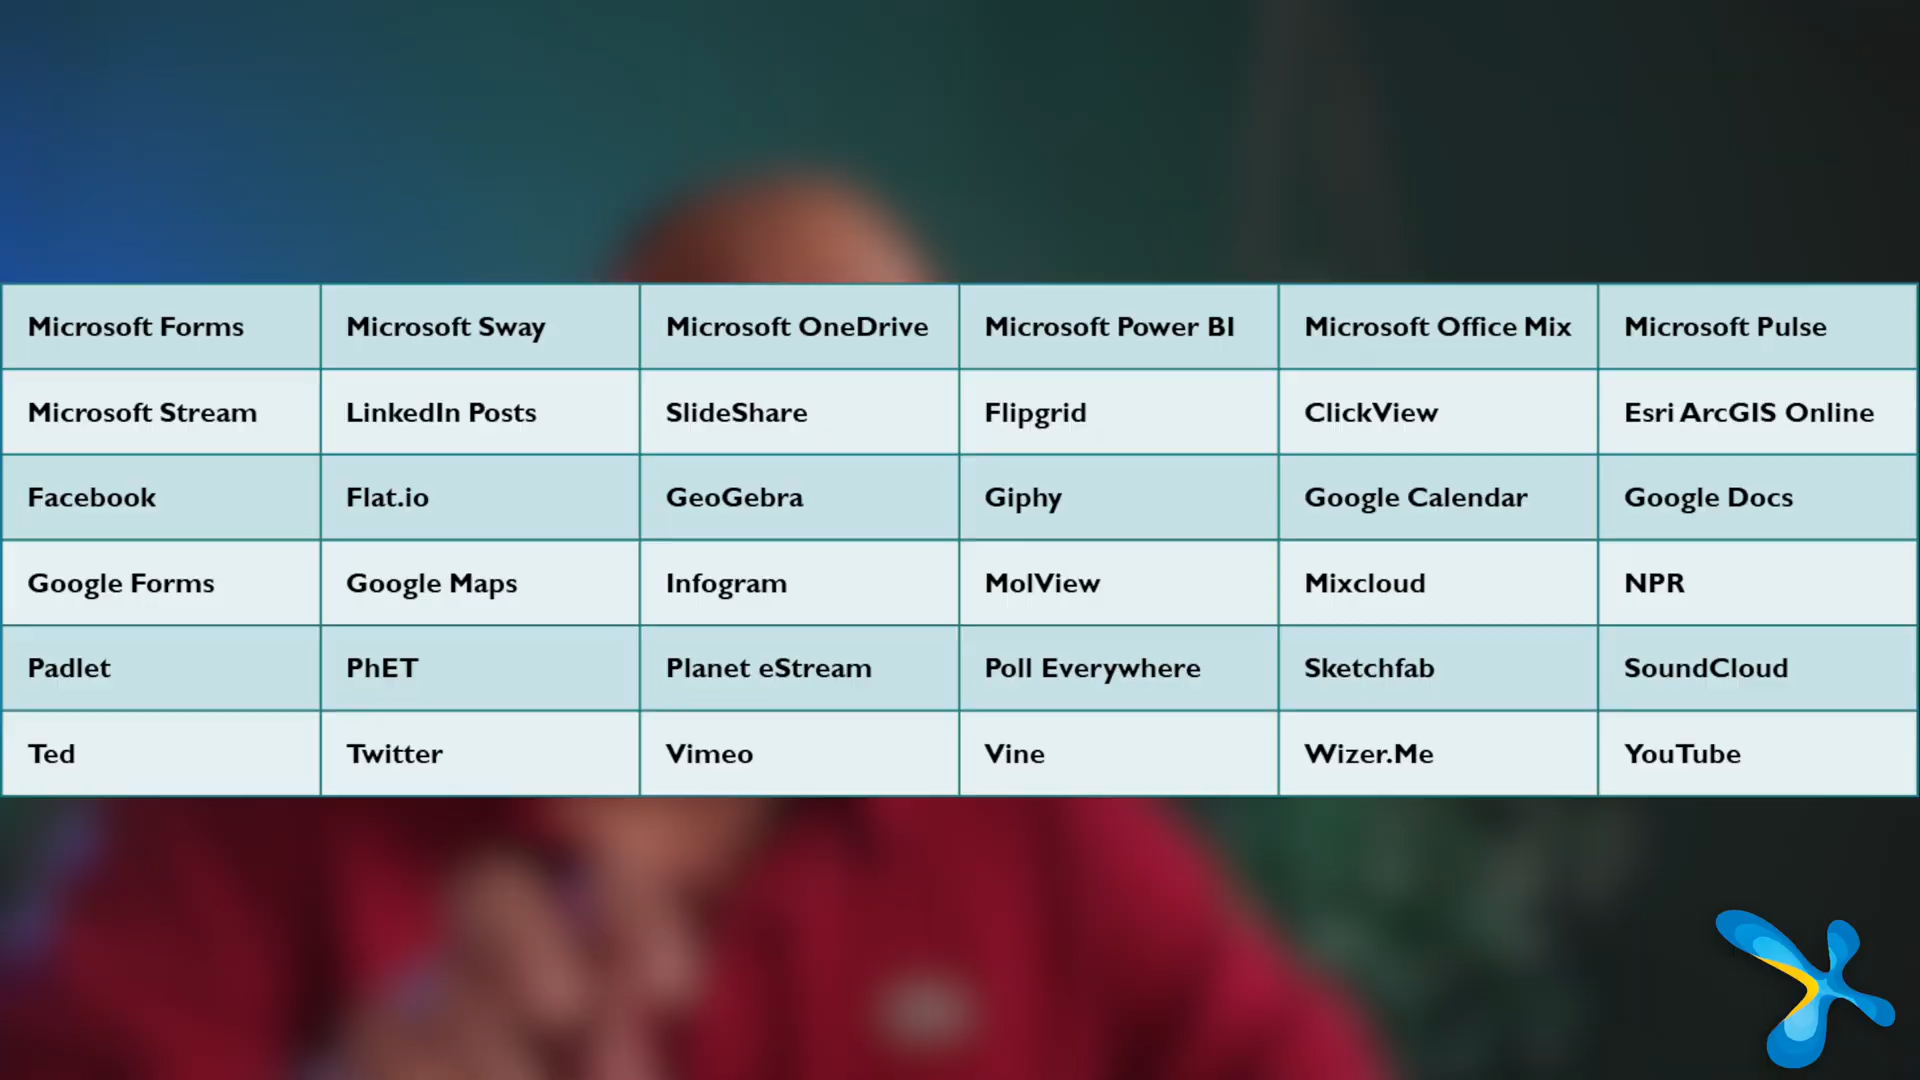 Microsoft Forms Microsoft Sway Microsoft OneDrive Microsoft Power BI Microsoft Office Mix Microsoft Pulse
Microsoft Stream LinkedIn Posts SlideShare Flipgrid ClickView Esri ArcGIS Online
Facebook Flat.io GeoGebra Giphy Google Calendar Google Docs
Google Forms Google Maps Infogram MolView Mixcloud NPR
Padlet PhET Planet eStream Poll Everywhere Sketchfab SoundCloud
Ted Twitter Vimeo Vine Wizer.Me YouTube